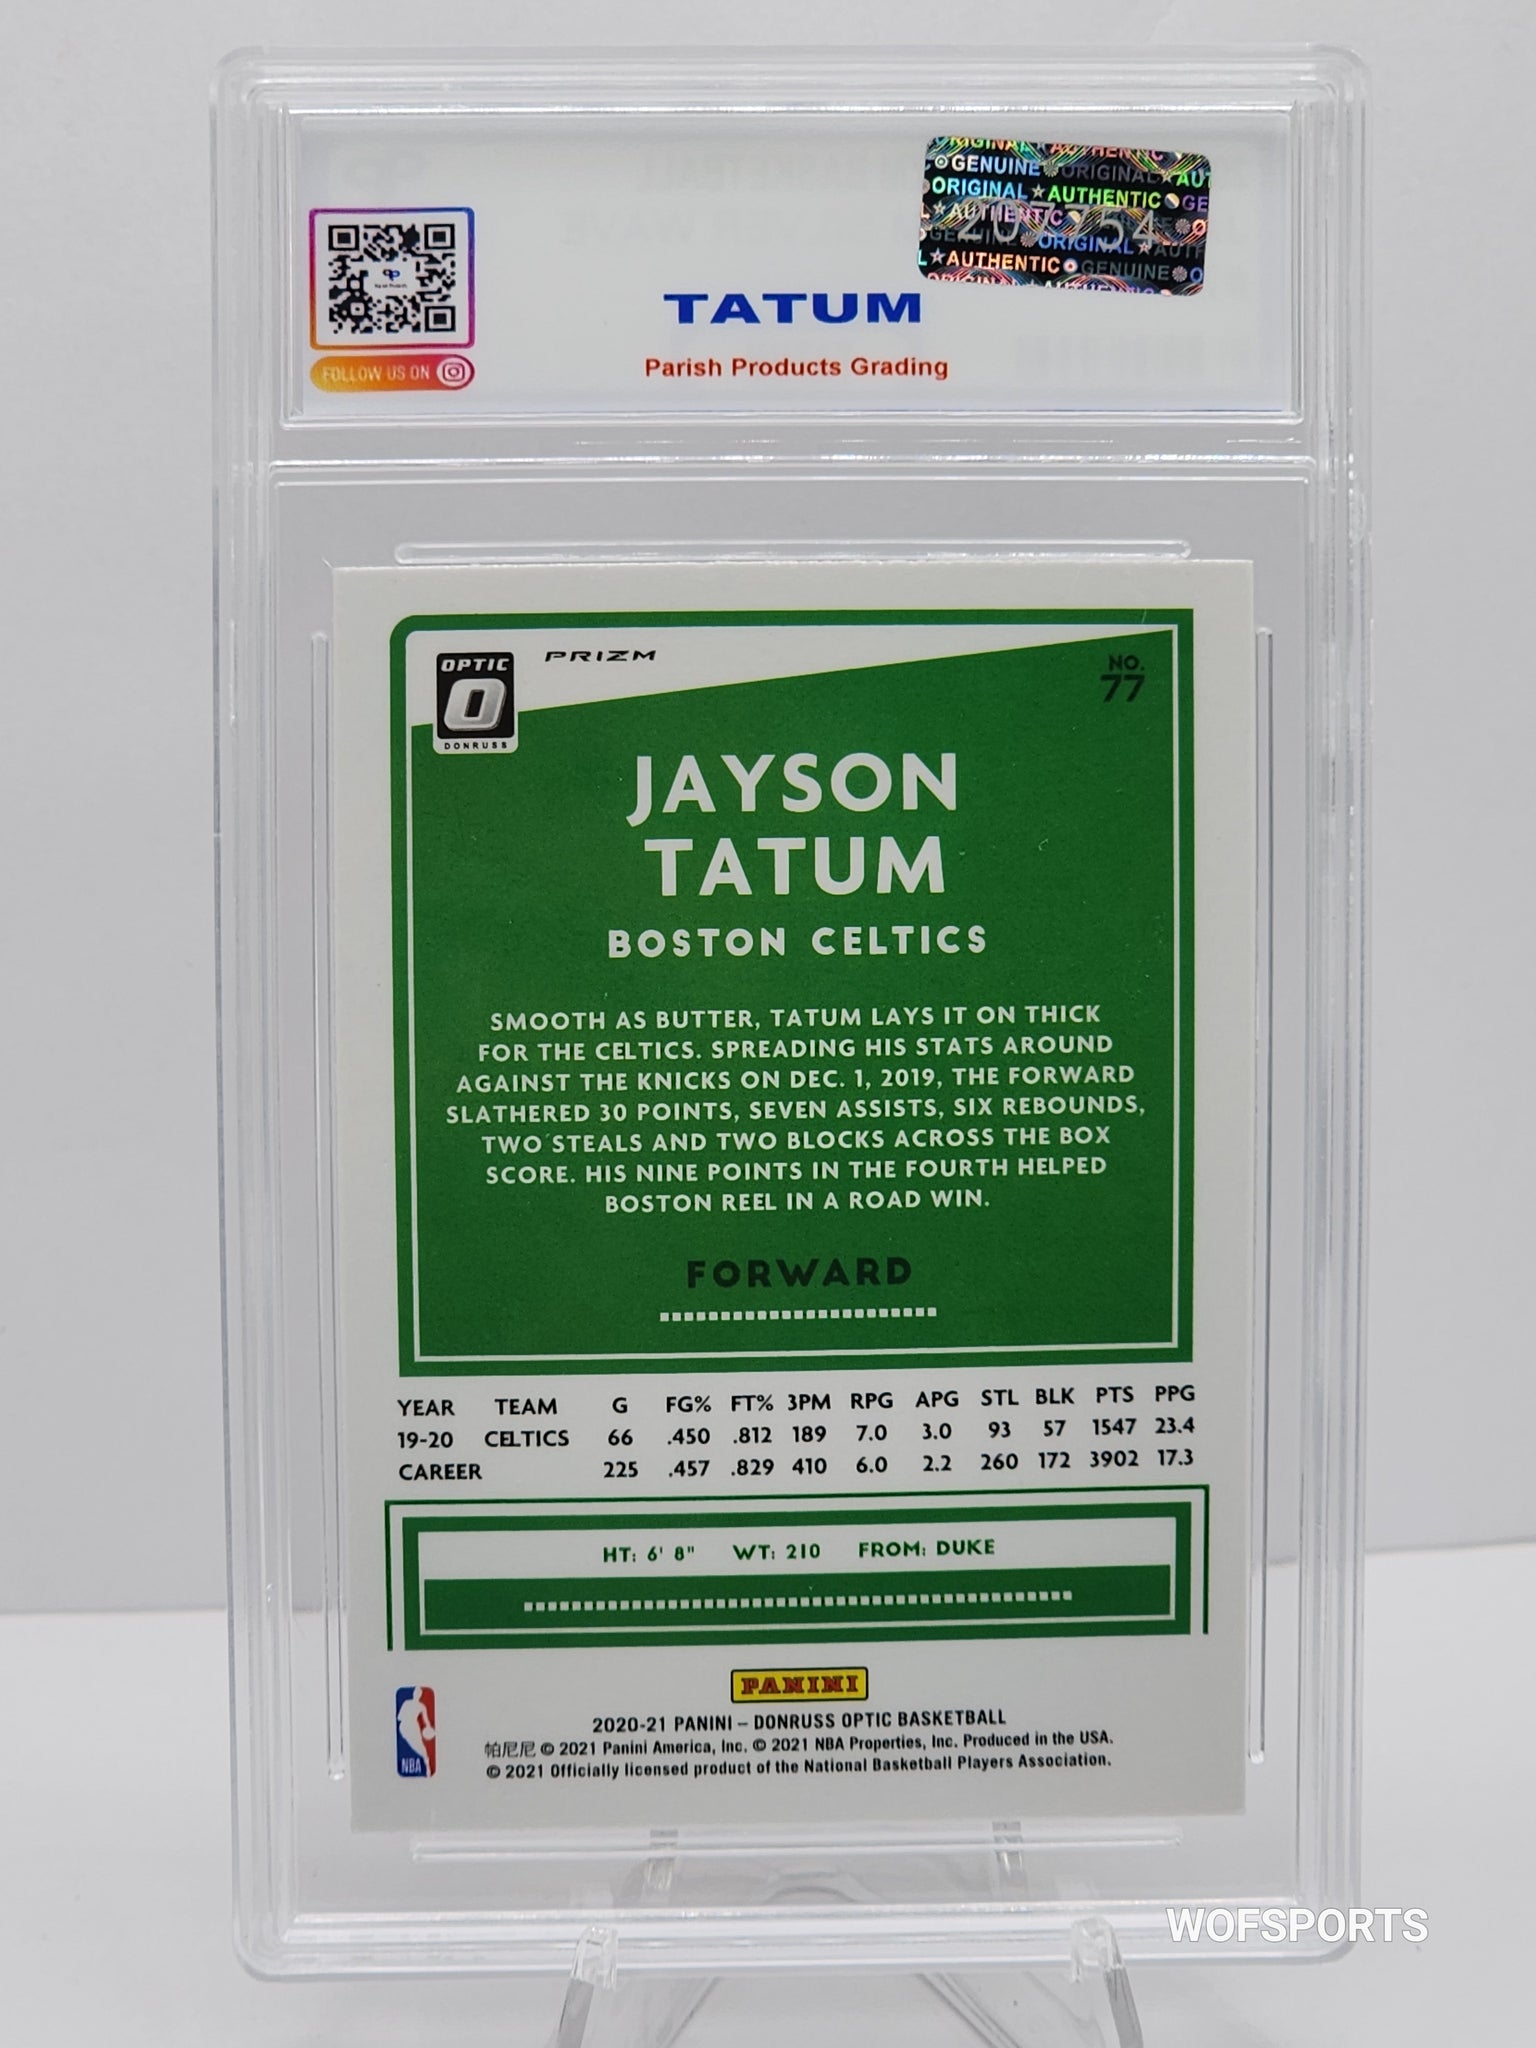 FOLLOW US ON
GENUINE ORIGINAL AUT
ORIGINAL ★ AUTHENTIC GE
207754
★ AUTHENTIC GENUINE
TATUM
Parish Products Grading
OPTIC
O
DONRUSS
PRIZM
NO.
77
JAYSON
TATUM
BOSTON CELTICS
SMOOTH AS BUTTER, TATUM LAYS IT ON THICK
FOR THE CELTICS. SPREADING HIS STATS AROUND
AGAINST THE KNICKS ON DEC. 1, 2019, THE FORWARD
SLATHERED 30 POINTS, SEVEN ASSISTS, SIX REBOUNDS,
TWO STEALS AND TWO BLOCKS ACROSS THE BOX
SCORE. HIS NINE POINTS IN THE FOURTH HELPED
BOSTON REEL IN A ROAD WIN.
FORWARD
YEAR TEAM G FG% FT% 3PM RPG APG STL BLK PTS PPG
19-20 CELTICS 66 .450 .812 189 7.0 3.0 93 57 1547 23.4
CAREER 225 .457 .829 410 6.0 2.2 260 172 3902 17.3
HT: 6' 8" WT: 210 FROM: DUKE
PANINI
NBA
2020-21 PANINI – DONRUSS OPTIC BASKETBALL
帕尼尼 © 2021 Panini America, Inc. © 2021 NBA Properties, Inc. Produced in the USA.
© 2021 Officially licensed product of the National Basketball Players Association.
WOFSPORTS